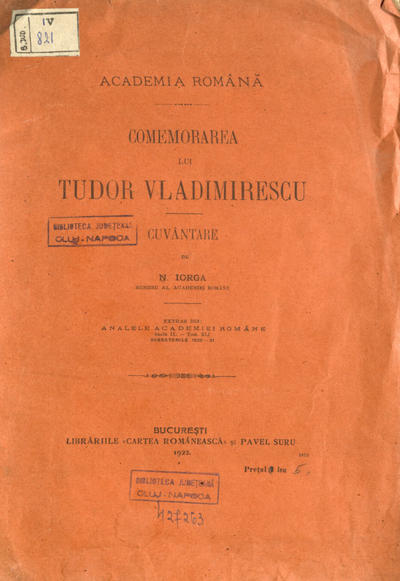 IV
821
ACADEMIA ROMÂNĂ
COMEMORAREA
LUI
TUDOR VLADIMIRESCU
BIBLIOTECA JUDEȚEANĂ
CLUJ-NAPOCA
CUVÂNTARE
DE
N. IORGA
MEMBRU AL ACADEMIEI ROMÂNE
EXTRAS DIN:
ANALELE ACADEMIEI ROMÂNE
BUCUREȘTI
LIBRĂRIILE «CARTEA ROMÂNEASCĂ» și PAVEL SURU
1922.
Prețul lei 5,
BIBLIOTECA JUDEȚEANĂ
CLUJ-NAPOCA
427263